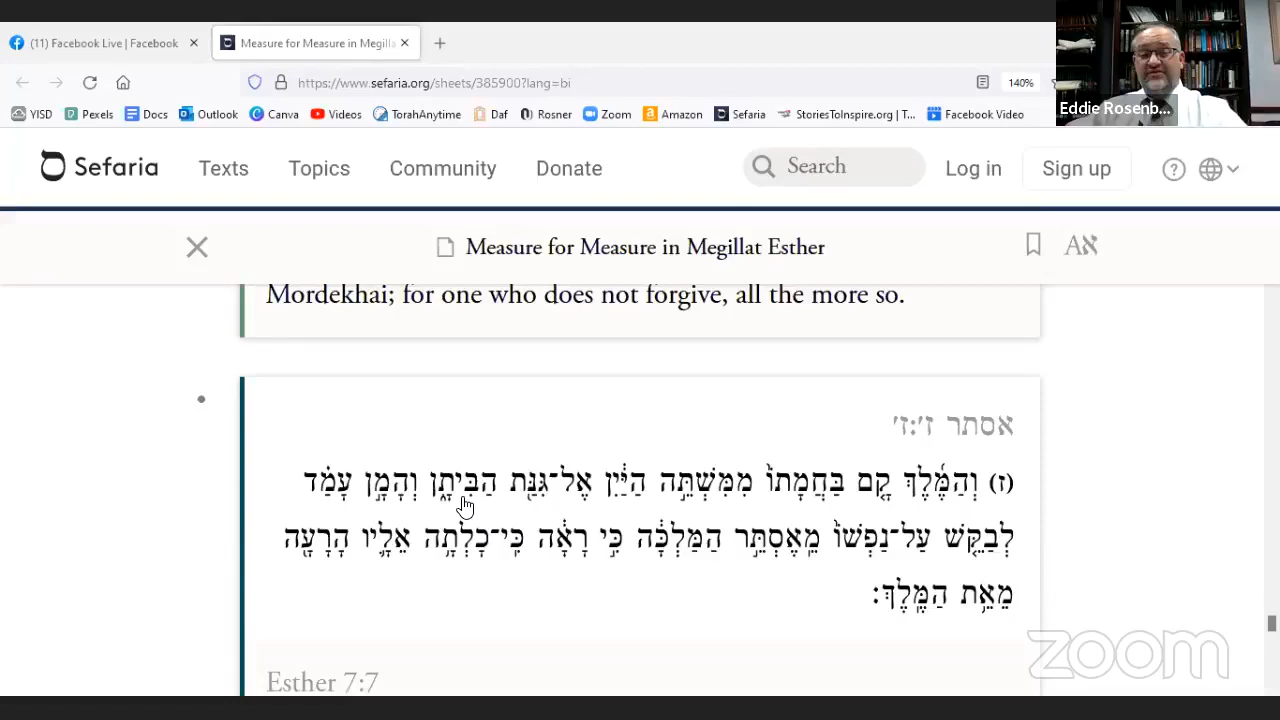 (11) Facebook Live | Facebook
Measure for Measure in Megilla
https://www.sefaria.org/sheets/385900?lang=bi
140%
YISD Pexels Docs Outlook Canva Videos TorahAnytime Daf Rosner Zoom Amazon Sefaria StoriesToInspire.org | T... Facebook Video
Eddie Rosenb...
Sefaria Texts Topics Community Donate Search Log in Sign up
Measure for Measure in Megillat Esther
Mordekhai; for one who does not forgive, all the more so.
אסתר ז׳:ז׳
(ז) וְהַמֶּ֜לֶךְ קָ֤ם בַּחֲמָתוֹ֙ מִמִּשְׁתֵּ֣ה הַיַּ֔יִן אֶל־גִּנַּ֖ת הַבִּיתָ֑ן וְהָמָ֣ן עָמַ֗ד
לְבַקֵּ֤שׁ עַל־נַפְשׁוֹ֙ מֵֽאֶסְתֵּ֣ר הַמַּלְכָּ֔ה כִּ֣י רָאָ֔ה כִּֽי־כָלְתָ֥ה אֵלָ֛יו הָרָעָ֖ה
מֵאֵ֥ת הַמֶּֽלֶךְ׃
Esther 7:7
zoom